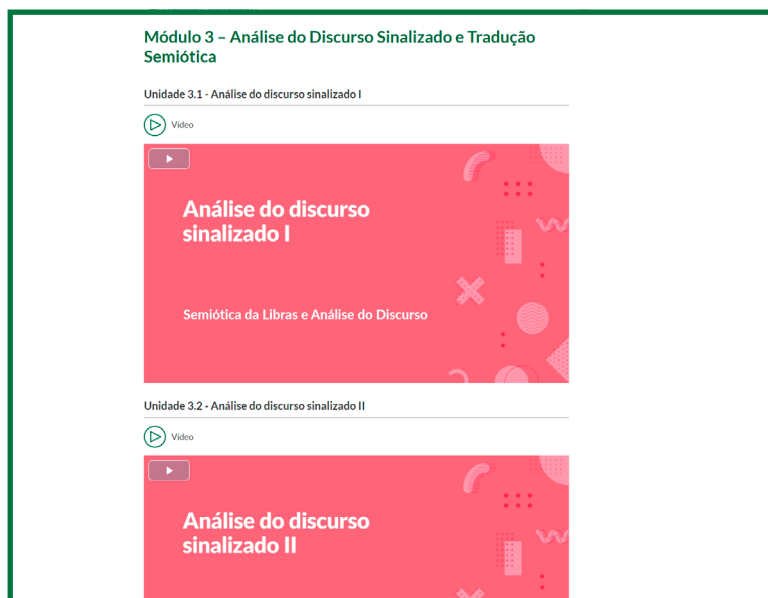 Módulo 3 – Análise do Discurso Sinalizado e Tradução
Semiótica
Unidade 3.1 - Análise do discurso sinalizado I
Vídeo
Análise do discurso
sinalizado I
Semiótica da Libras e Análise do Discurso
Unidade 3.2 - Análise do discurso sinalizado II
Vídeo
Análise do discurso
sinalizado II